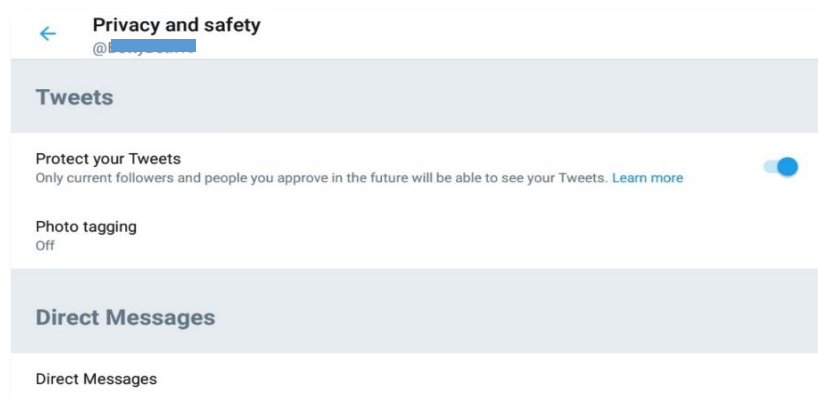 Privacy and safety
Tweets
Protect your Tweets
Only current followers and people you approve in the future will be able to see your Tweets. Learn more
Photo tagging
Off
Direct Messages
Direct Messages